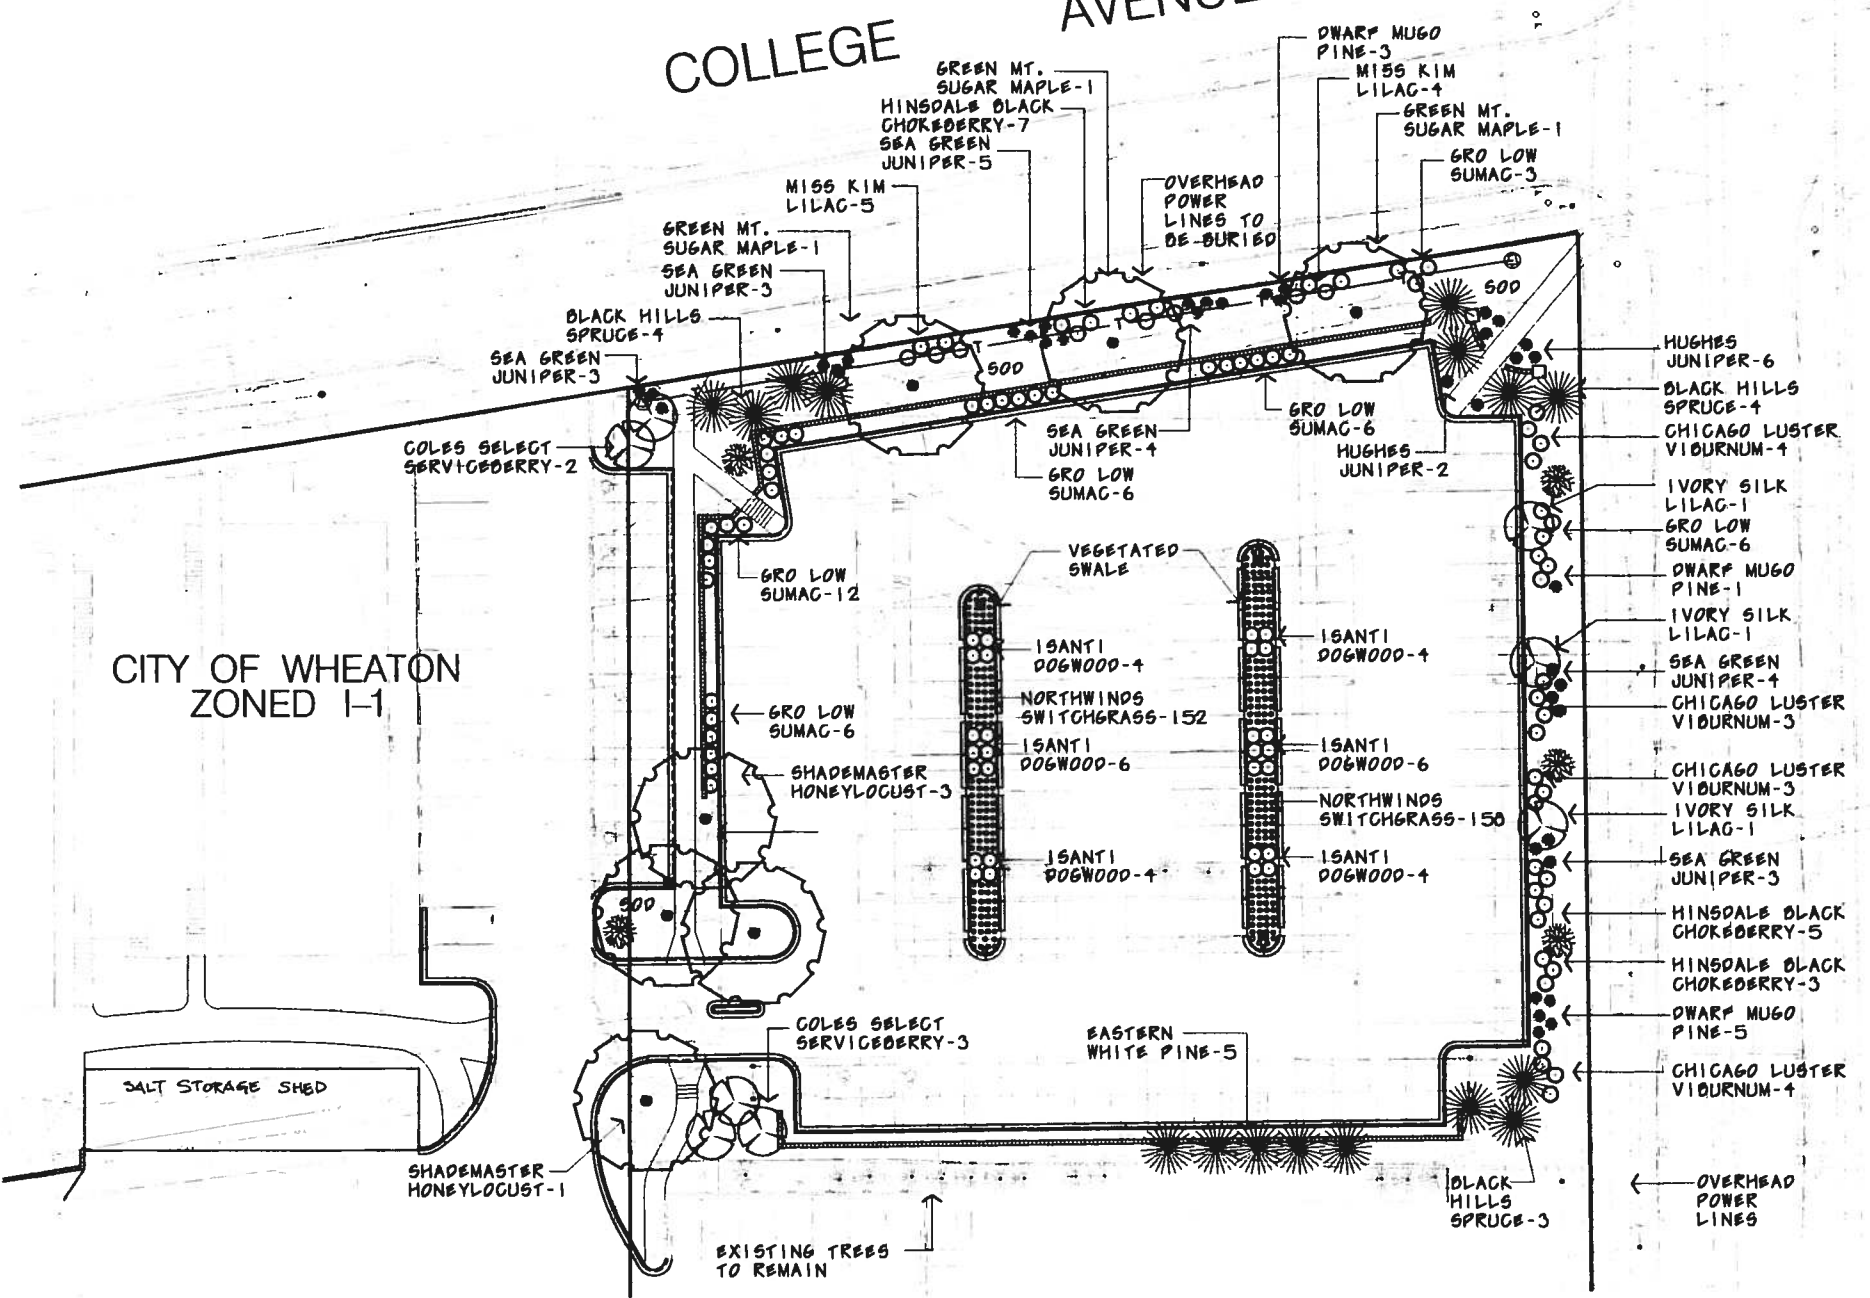 COLLEGE AVENUE
DWARF MUGO
PINE-3
GREEN MT.
SUGAR MAPLE-1
MISS KIM
LILAC-4
HINSDALE BLACK
CHOKEBERRY-7
GREEN MT.
SUGAR MAPLE-1
SEA GREEN
JUNIPER-5
GRO LOW
SUMAC-3
MISS KIM
LILAC-5
OVERHEAD
POWER
LINES TO
BE BURIED
GREEN MT.
SUGAR MAPLE-1
SEA GREEN
JUNIPER-3
BLACK HILLS
SPRUCE-4
SEA GREEN
JUNIPER-3
SOD
SOD
HUGHES
JUNIPER-6
BLACK HILLS
SPRUCE-4
COLES SELECT
SERVICEBERRY-2
SEA GREEN
JUNIPER-4
GRO LOW
SUMAC-6
GRO LOW
SUMAC-6
HUGHES
JUNIPER-2
CHICAGO LUSTER
VIBURNUM-4
IVORY SILK
LILAC-1
GRO LOW
SUMAC-6
DWARF MUGO
PINE-1
GRO LOW
SUMAC-12
VEGETATED
SWALE
CITY OF WHEATON
ZONED I-1
ISANTI
DOGWOOD-4
ISANTI
DOGWOOD-4
IVORY SILK
LILAC-1
SEA GREEN
JUNIPER-4
CHICAGO LUSTER
VIBURNUM-3
GRO LOW
SUMAC-6
NORTHWINDS
SWITCHGRASS-152
ISANTI
DOGWOOD-6
ISANTI
DOGWOOD-6
SHADEMASTER
HONEYLOCUST-3
NORTHWINDS
SWITCHGRASS-158
CHICAGO LUSTER
VIBURNUM-3
IVORY SILK
LILAC-1
ISANTI
DOGWOOD-4
ISANTI
DOGWOOD-4
SEA GREEN
JUNIPER-3
SOD
HINSDALE BLACK
CHOKEBERRY-5
HINSDALE BLACK
CHOKEBERRY-3
DWARF MUGO
PINE-5
COLES SELECT
SERVICEBERRY-3
EASTERN
WHITE PINE-5
CHICAGO LUSTER
VIBURNUM-4
SALT STORAGE SHED
SHADEMASTER
HONEYLOCUST-1
BLACK
HILLS
SPRUCE-3
OVERHEAD
POWER
LINES
EXISTING TREES
TO REMAIN